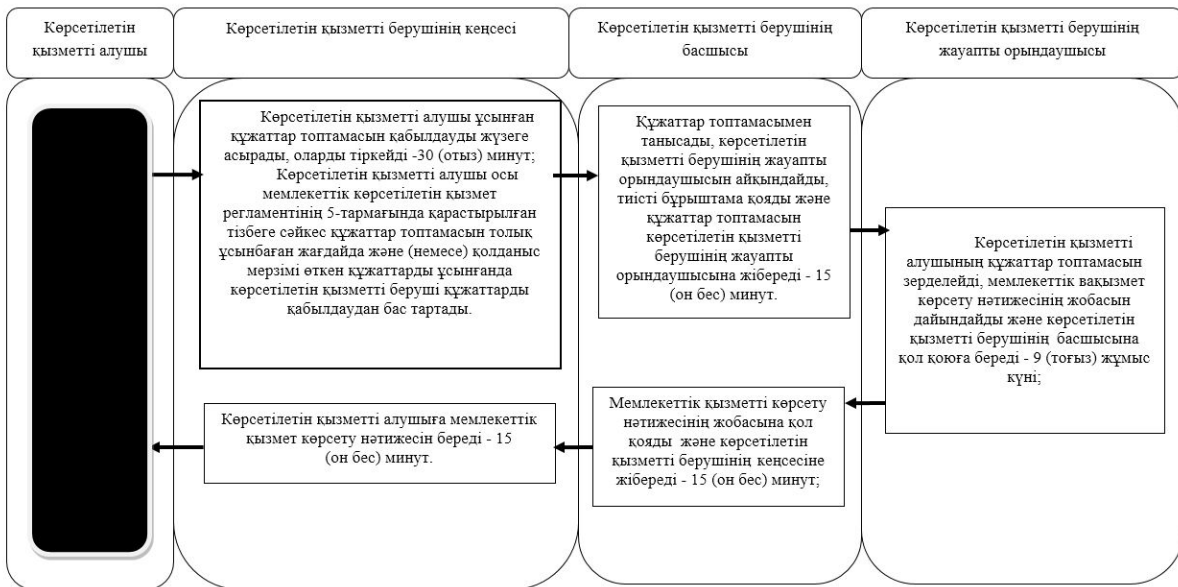 Көрсетілетін
қызметті алушы
Көрсетілетін қызметті берушінің кеңсесі
Көрсетілетін қызметті берушінің
басшысы
Көрсетілетін қызметті берушінің
жауапты орындаушысы
Көрсетілетін қызметті алушы ұсынған
құжаттар топтамасын қабылдауды жүзеге
асырады, оларды тіркейді -30 (отыз) минут;
Көрсетілетін қызметті алушы осы
мемлекеттік көрсетілетін қызмет
регламентінің 5-тармағында қарастырылған
тізбеге сәйкес құжаттар топтамасын толық
ұсынбаған жағдайда және (немесе) қолданыс
мерзімі өткен құжаттарды ұсынғанда
көрсетілетін қызметті беруші құжаттарды
қабылдаудан бас тартады.
Құжаттар топтамасымен
танысады, көрсетілетін
қызметті берушінің жауапты
орындаушысын айқындайды,
тиісті бұрыштама қояды және
құжаттар топтамасын
көрсетілетін қызметті
берушінің жауапты
орындаушысына жібереді - 15
(он бес) минут.
Көрсетілетін қызметті
алушының құжаттар топтамасын
зерделейді, мемлекеттік вақызмет
көрсету нәтижесінің жобасын
дайындайды және көрсетілетін
қызметті берушінің басшысына
қол қоюға береді - 9 (тоғыз) жұмыс
күні;
Мемлекеттік қызметті көрсету
нәтижесінің жобасына қол
қояды және көрсетілетін
қызметті берушінің кеңсесіне
жібереді - 15 (он бес) минут;
Көрсетілетін қызметті алушыға мемлекеттік
қызмет көрсету нәтижесін береді - 15
(он бес) минут.